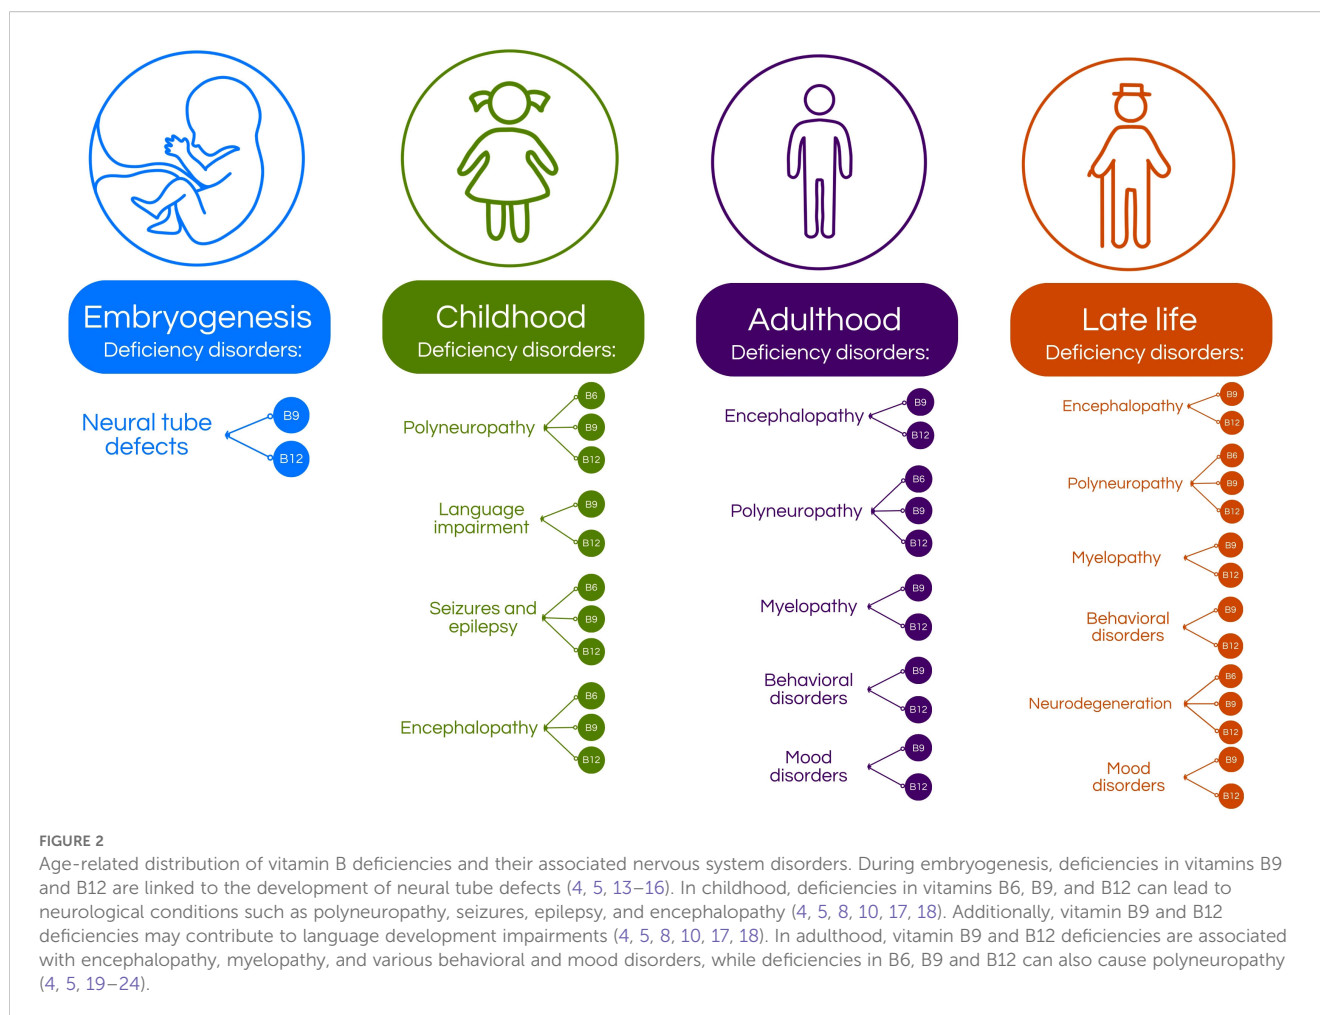 Embryogenesis
Deficiency disorders:
Neural tube
defects
B9
B12
Childhood
Deficiency disorders:
Polyneuropathy
B6
B9
B12
Language
impairment
B9
B12
Seizures and
epilepsy
B6
B9
B12
Encephalopathy
B6
B9
B12
Adulthood
Deficiency disorders:
Encephalopathy
B9
B12
Polyneuropathy
B6
B9
B12
Myelopathy
B9
B12
Behavioral
disorders
B9
B12
Mood
disorders
B9
B12
Late life
Deficiency disorders:
Encephalopathy
B9
B12
Polyneuropathy
B6
B9
B12
Myelopathy
B9
B12
Behavioral
disorders
B9
B12
Neurodegeneration
B6
B9
B12
Mood
disorders
B9
B12
FIGURE 2
Age-related distribution of vitamin B deficiencies and their associated nervous system disorders. During embryogenesis, deficiencies in vitamins B9
and B12 are linked to the development of neural tube defects (4, 5, 13–16). In childhood, deficiencies in vitamins B6, B9, and B12 can lead to
neurological conditions such as polyneuropathy, seizures, epilepsy, and encephalopathy (4, 5, 8, 10, 17, 18). Additionally, vitamin B9 and B12
deficiencies may contribute to language development impairments (4, 5, 8, 10, 17, 18). In adulthood, vitamin B9 and B12 deficiencies are associated
with encephalopathy, myelopathy, and various behavioral and mood disorders, while deficiencies in B6, B9 and B12 can also cause polyneuropathy
(4, 5, 19–24).